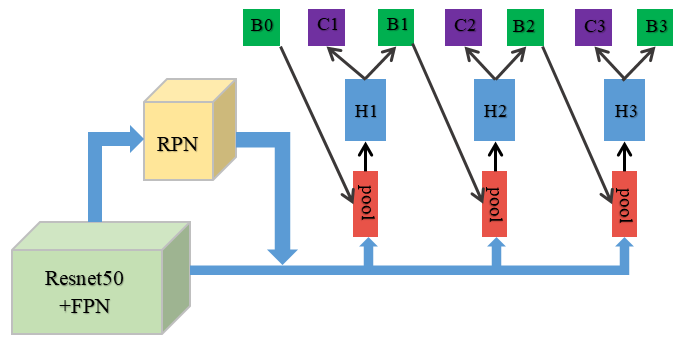 B0 C1 B1 C2 B2 C3 B3
H1 H2 H3
RPN
pool pool pool
Resnet50
+FPN